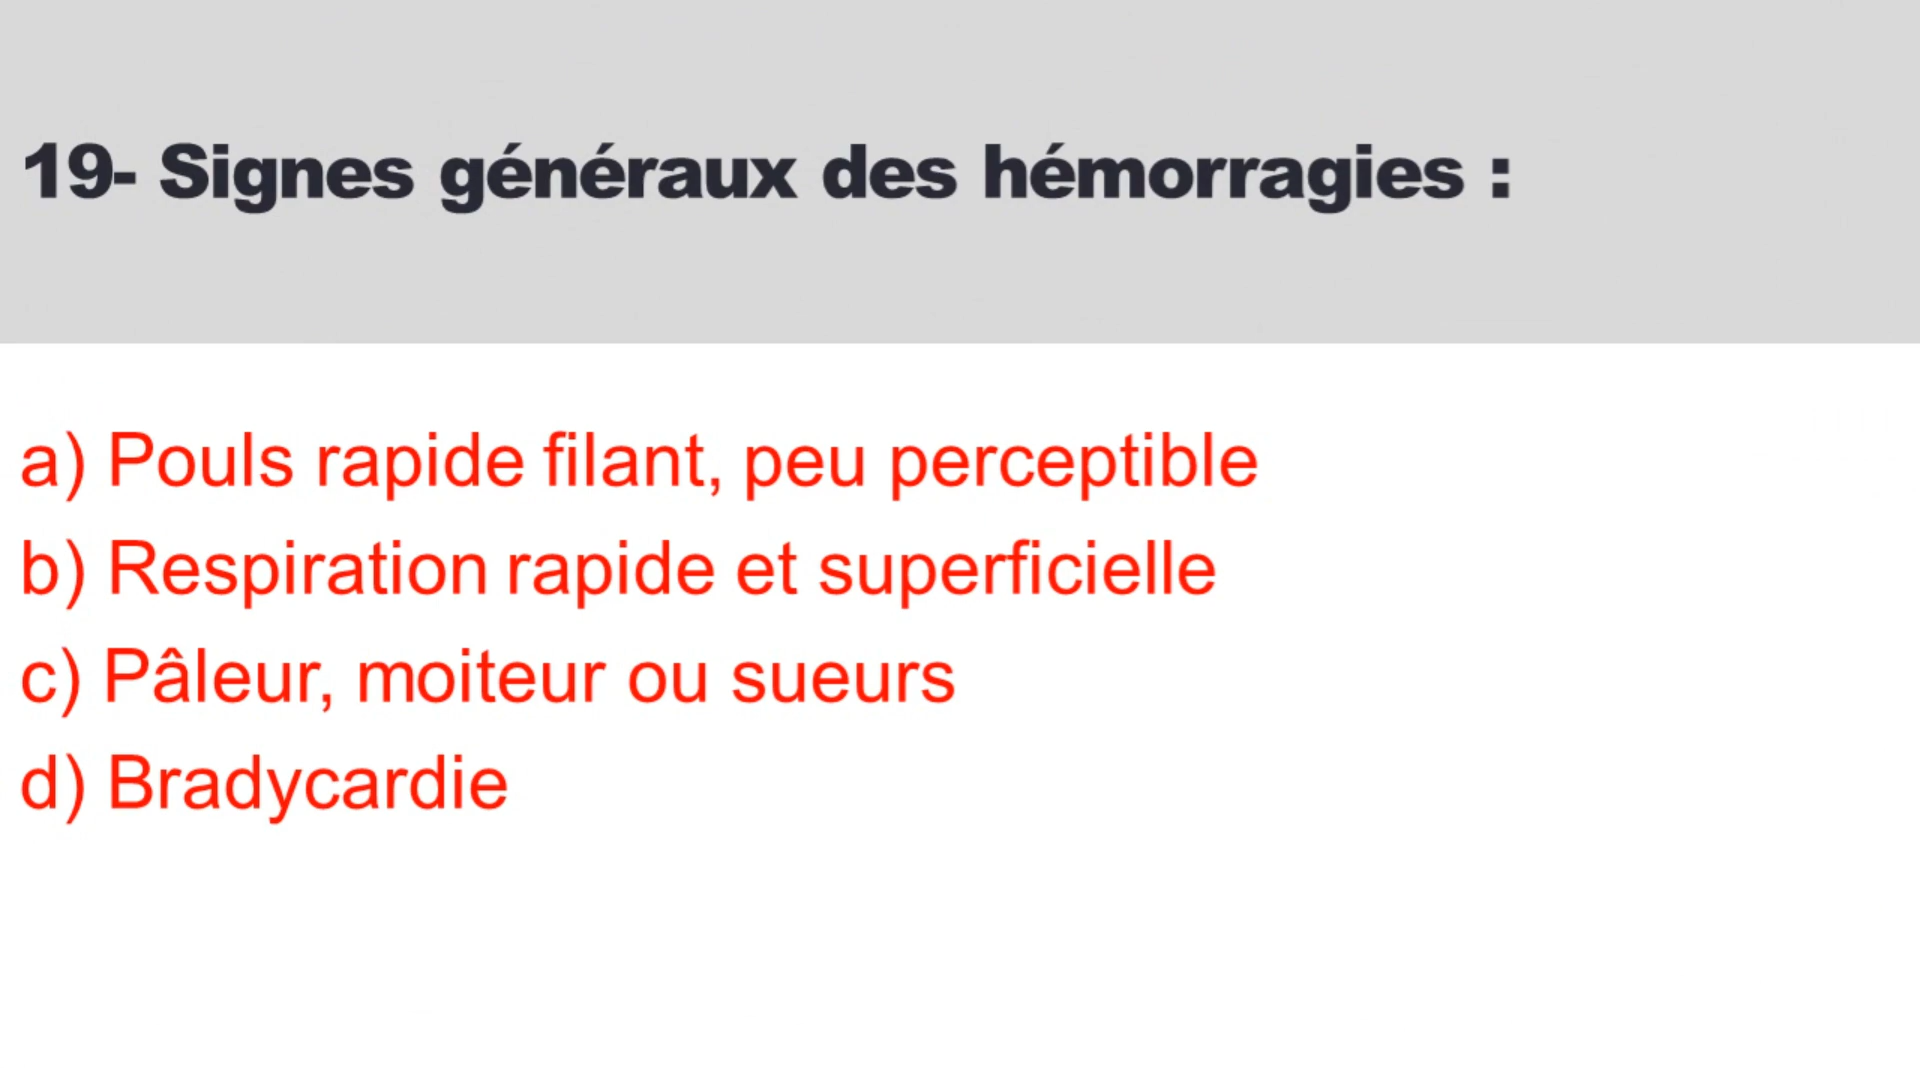 19- Signes généraux des hémorragies :
a) Pouls rapide filant, peu perceptible
b) Respiration rapide et superficielle
c) Pâleur, moiteur ou sueurs
d) Bradycardie